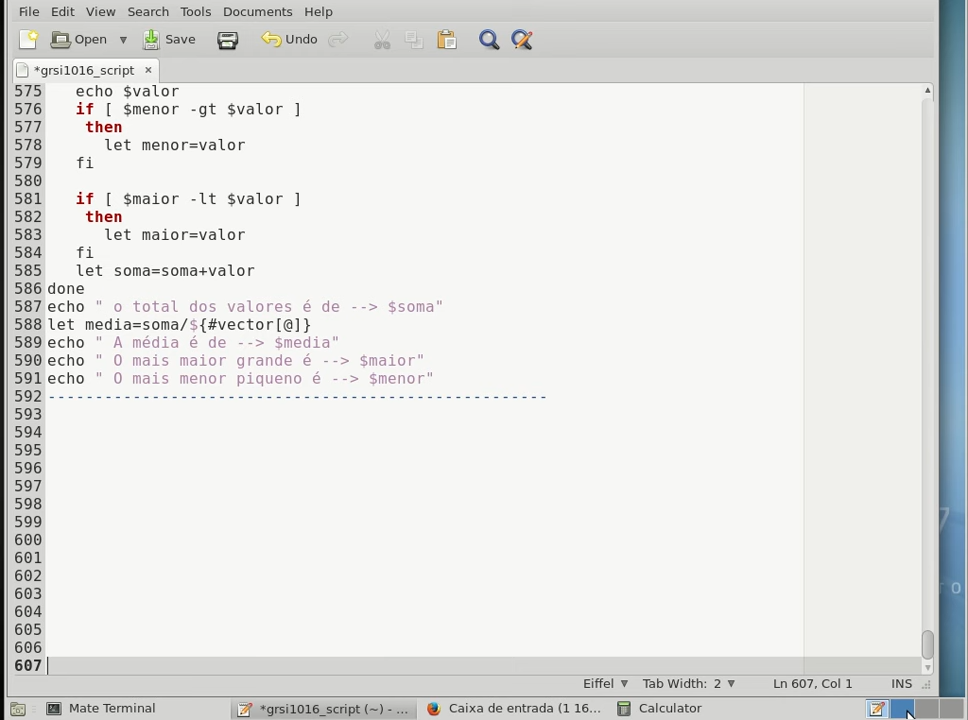 File Edit View Search Tools Documents Help
Open Save Undo
*grsi1016_script
575 echo $valor
576 if [ $menor -gt $valor ]
577 then
578 let menor=valor
579 fi
580
581 if [ $maior -lt $valor ]
582 then
583 let maior=valor
584 fi
585 let soma=soma+valor
586 done
587 echo " o total dos valores é de --> $soma"
588 let media=soma/${#vector[@]}
589 echo " A média é de --> $media"
590 echo " O mais maior grande é --> $maior"
591 echo " O mais menor piqueno é --> $menor"
592 -----------------------------------------------------
593
594
595
596
597
598
599
600
601
602
603
604
605
606
607
Eiffel Tab Width: 2 Ln 607, Col 1 INS
Mate Terminal *grsi1016_script (~) - ... Caixa de entrada (1 16... Calculator